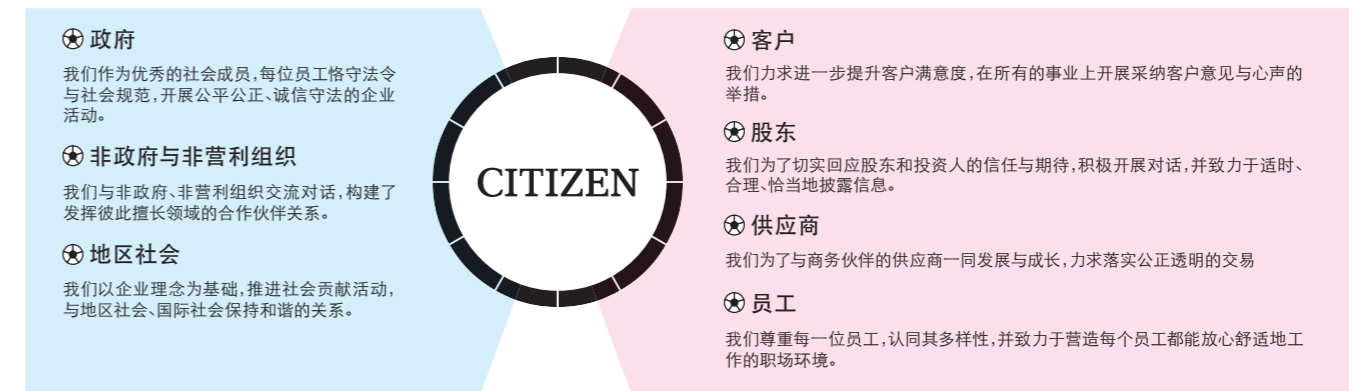 政府
我们作为优秀的社会成员,每位员工恪守法令
与社会规范,开展公平公正、诚信守法的企业
活动。
非政府与非营利组织
我们与非政府、非营利组织交流对话,构建了
发挥彼此擅长领域的合作伙伴关系。
地区社会
我们以企业理念为基础,推进社会贡献活动,
与地区社会、国际社会保持和谐的关系。
CITIZEN
客户
我们力求进一步提升客户满意度,在所有的事业上开展采纳客户意见与心声的
举措。
股东
我们为了切实回应股东和投资人的信任与期待,积极开展对话,并致力于适时、
合理、恰当地披露信息。
供应商
我们为了与商务伙伴的供应商一同发展与成长,力求落实公正透明的交易
员工
我们尊重每一位员工,认同其多样性,并致力于营造每个员工都能放心舒适地工
作的职场环境。